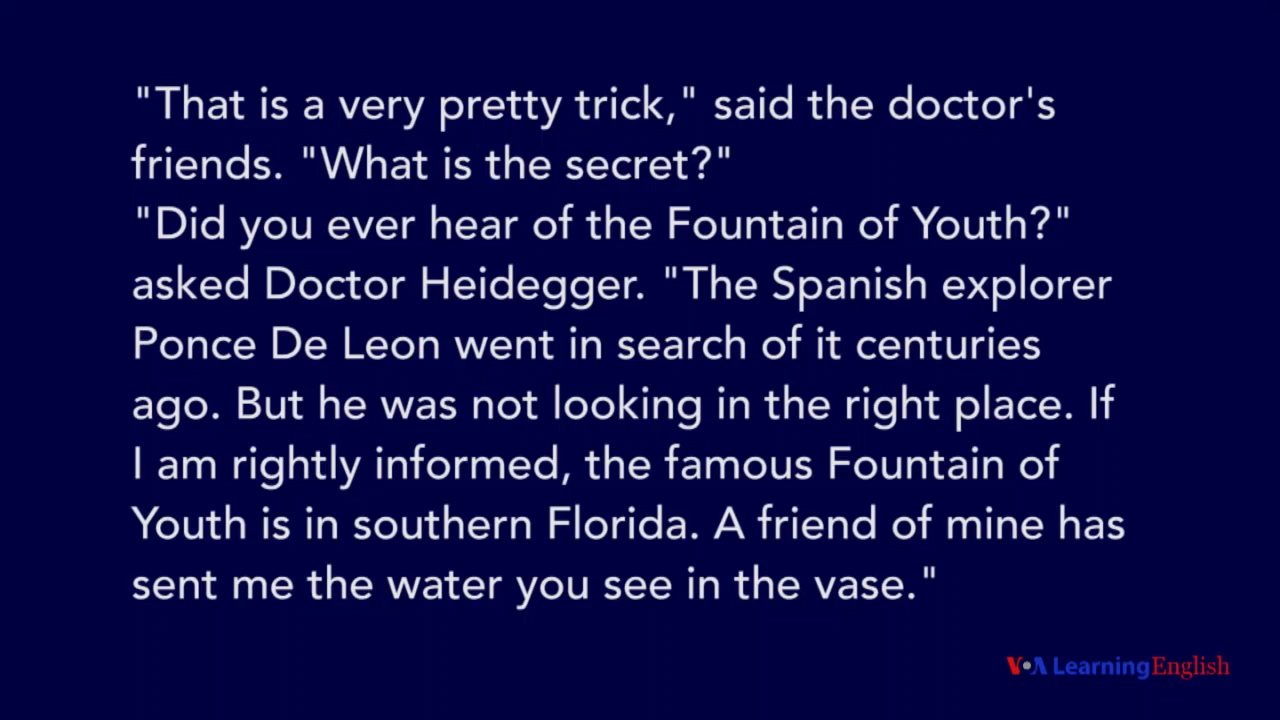 "That is a very pretty trick," said the doctor's
friends. "What is the secret?"
"Did you ever hear of the Fountain of Youth?"
asked Doctor Heidegger. "The Spanish explorer
Ponce De Leon went in search of it centuries
ago. But he was not looking in the right place. If
I am rightly informed, the famous Fountain of
Youth is in southern Florida. A friend of mine has
sent me the water you see in the vase."
VOA LearningEnglish